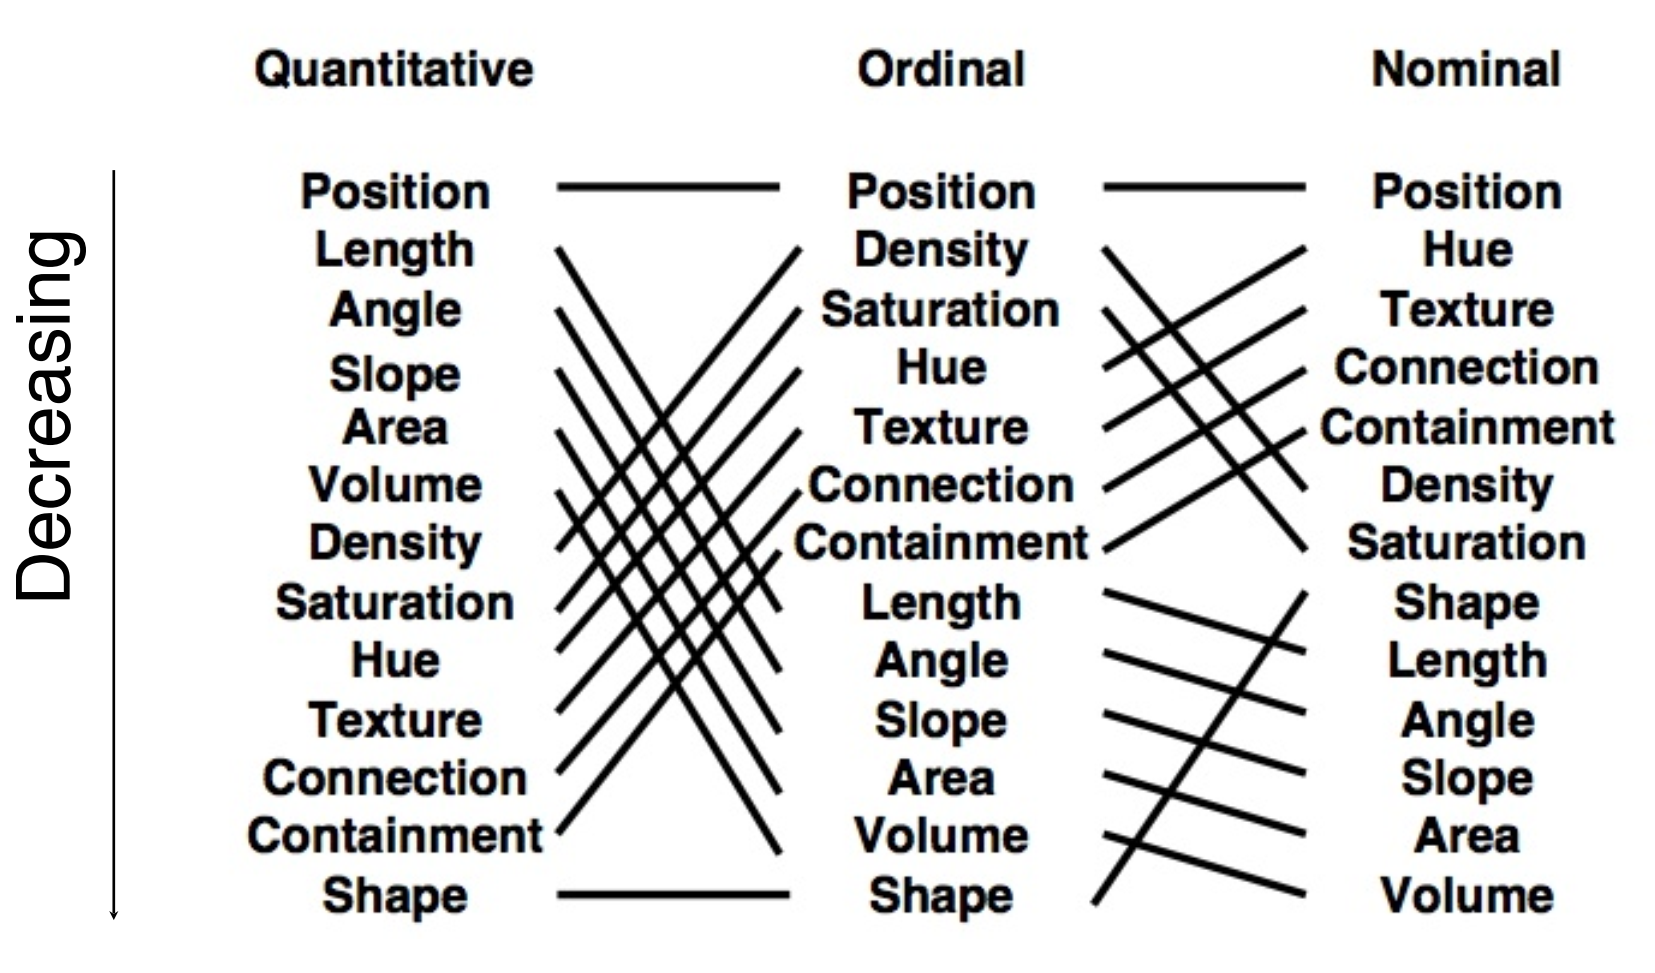 Quantitative Ordinal Nominal
Decreasing
Position Position Position
Length Density Hue
Angle Saturation Texture
Slope Hue Connection
Area Texture Containment
Volume Connection Density
Density Containment Saturation
Saturation Length Shape
Hue Angle Length
Texture Slope Angle
Connection Area Slope
Containment Volume Area
Shape Shape Volume